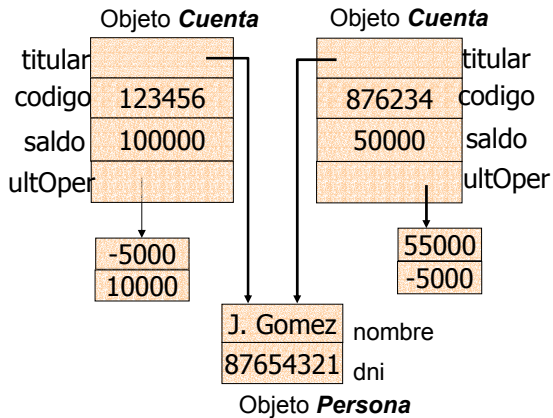 Objeto Cuenta
titular
codigo 123456
saldo 100000
ultOper
-5000
10000
Objeto Cuenta
titular
876234 codigo
50000 saldo
ultOper
55000
-5000
J. Gomez nombre
87654321 dni
Objeto Persona